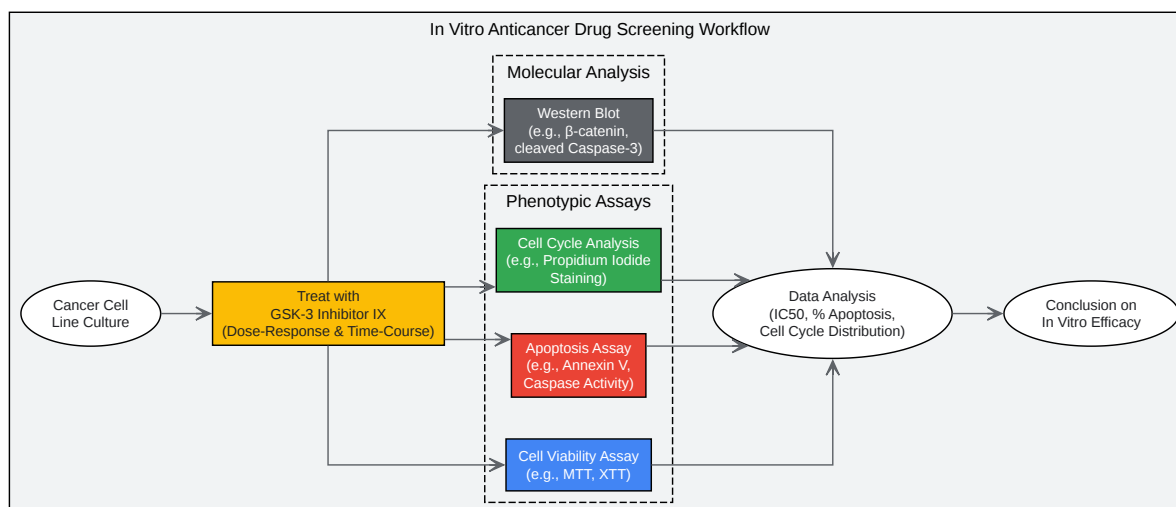 In Vitro Anticancer Drug Screening Workflow
Molecular Analysis
Western Blot
(e.g., β-catenin,
cleaved Caspase-3)
Phenotypic Assays
Cell Cycle Analysis
(e.g., Propidium Iodide
Staining)
Cancer Cell
Line Culture
Treat with
GSK-3 Inhibitor IX
(Dose-Response & Time-Course)
Apoptosis Assay
(e.g., Annexin V,
Caspase Activity)
Cell Viability Assay
(e.g., MTT, XTT)
Data Analysis
(IC50, % Apoptosis,
Cell Cycle Distribution)
Conclusion on
In Vitro Efficacy